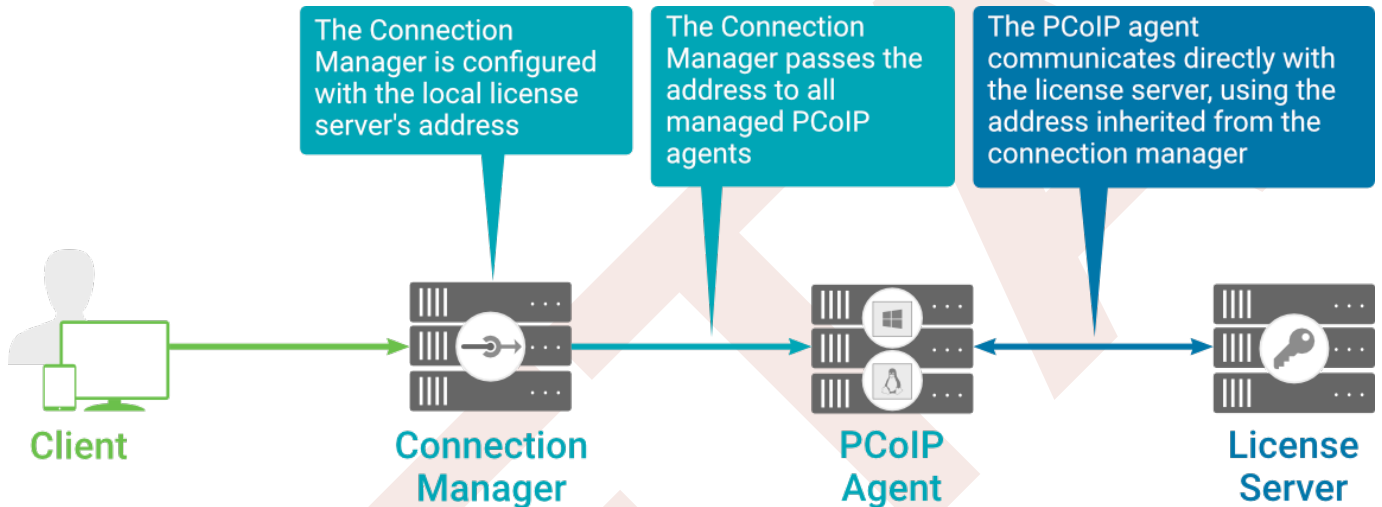 The Connection
Manager is configured
with the local license
server's address
The Connection
Manager passes the
address to all
managed PCoIP
agents
The PCoIP agent
communicates directly with
the license server, using the
address inherited from the
connection manager
Client
Connection
Manager
PCoIP
Agent
License
Server